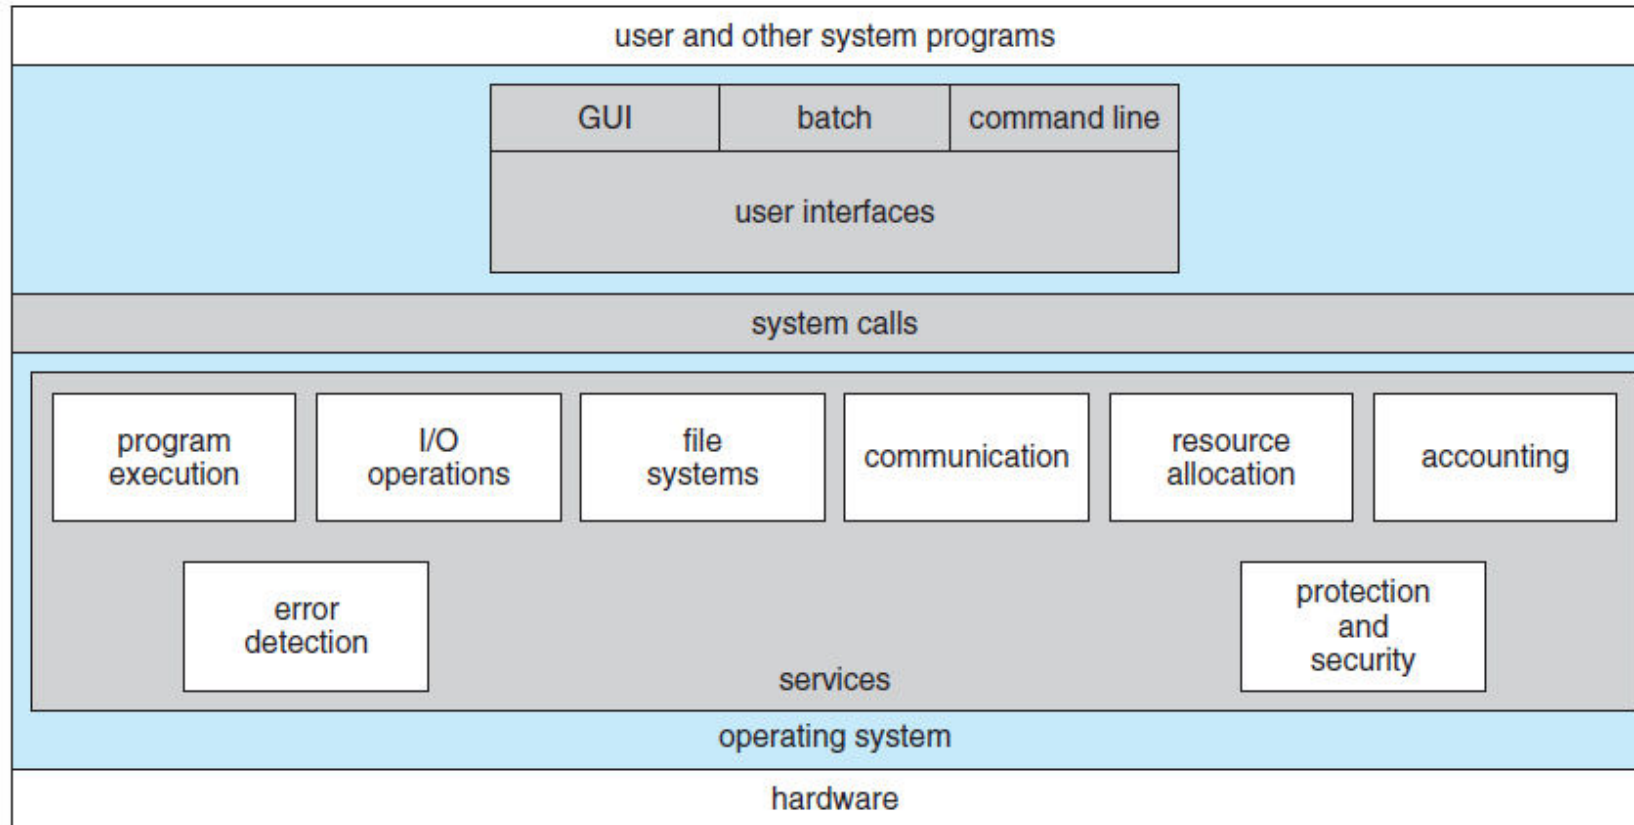 user and other system programs
GUI
batch
command line
user interfaces
system calls
program
execution
I/O
operations
file
systems
communication
resource
allocation
accounting
error
detection
protection
and
security
services
operating system
hardware